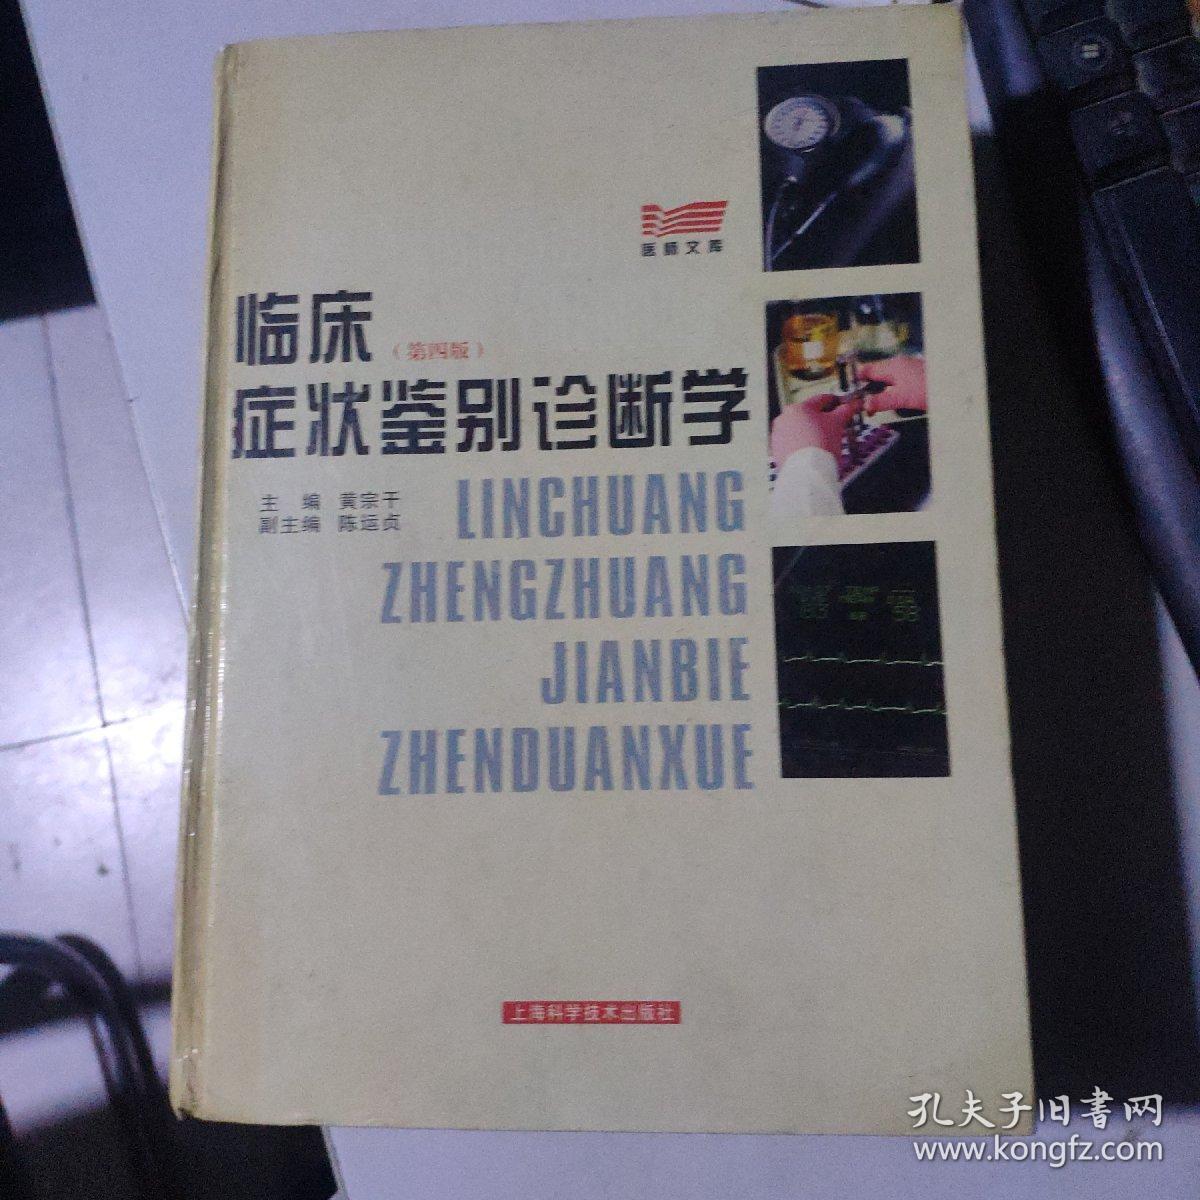 医师文库
临床
（第四版）
症状鉴别诊断学
主 编 黄宗干
副主编 陈运贞
LINCHUANG
ZHENGZHUANG
JIANBIE
ZHENDUANXUE
上海科学技术出版社
孔夫子旧書网
www.kongfz.com